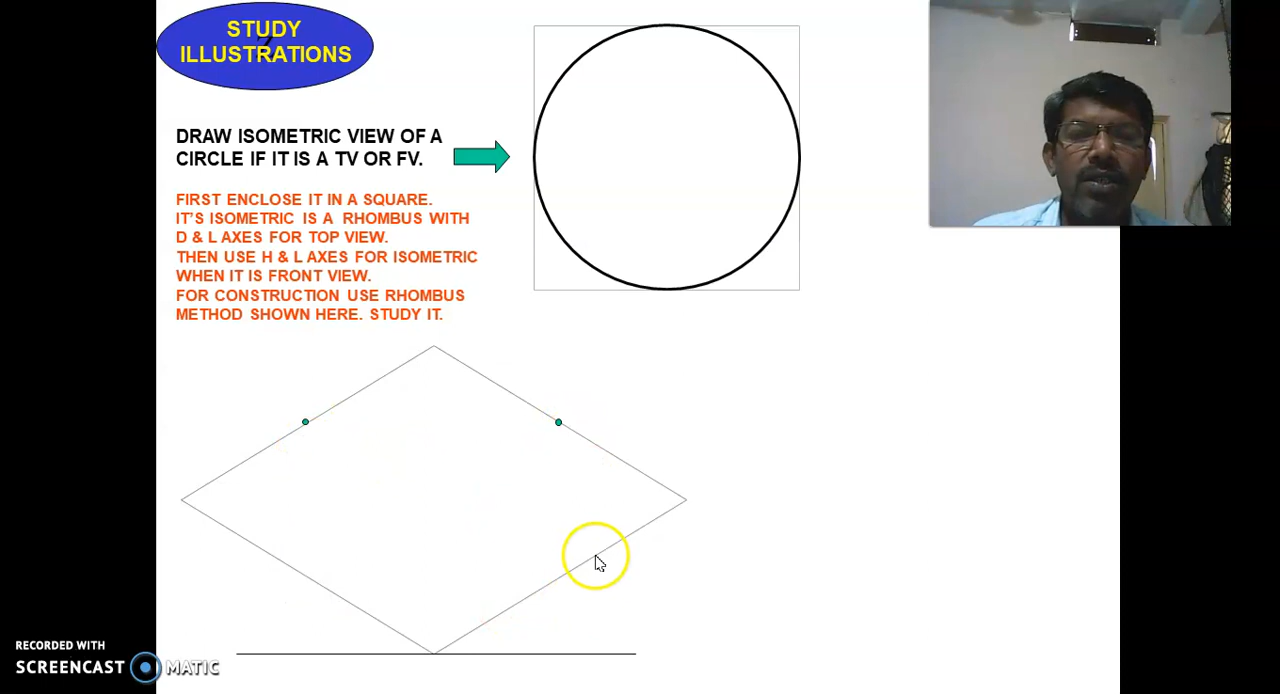 STUDY
ILLUSTRATIONS
DRAW ISOMETRIC VIEW OF A
CIRCLE IF IT IS A TV OR FV.
FIRST ENCLOSE IT IN A SQUARE.
IT'S ISOMETRIC IS A RHOMBUS WITH
D & L AXES FOR TOP VIEW.
THEN USE H & L AXES FOR ISOMETRIC
WHEN IT IS FRONT VIEW.
FOR CONSTRUCTION USE RHOMBUS
METHOD SHOWN HERE. STUDY IT.
RECORDED WITH
SCREENCAST MATIC